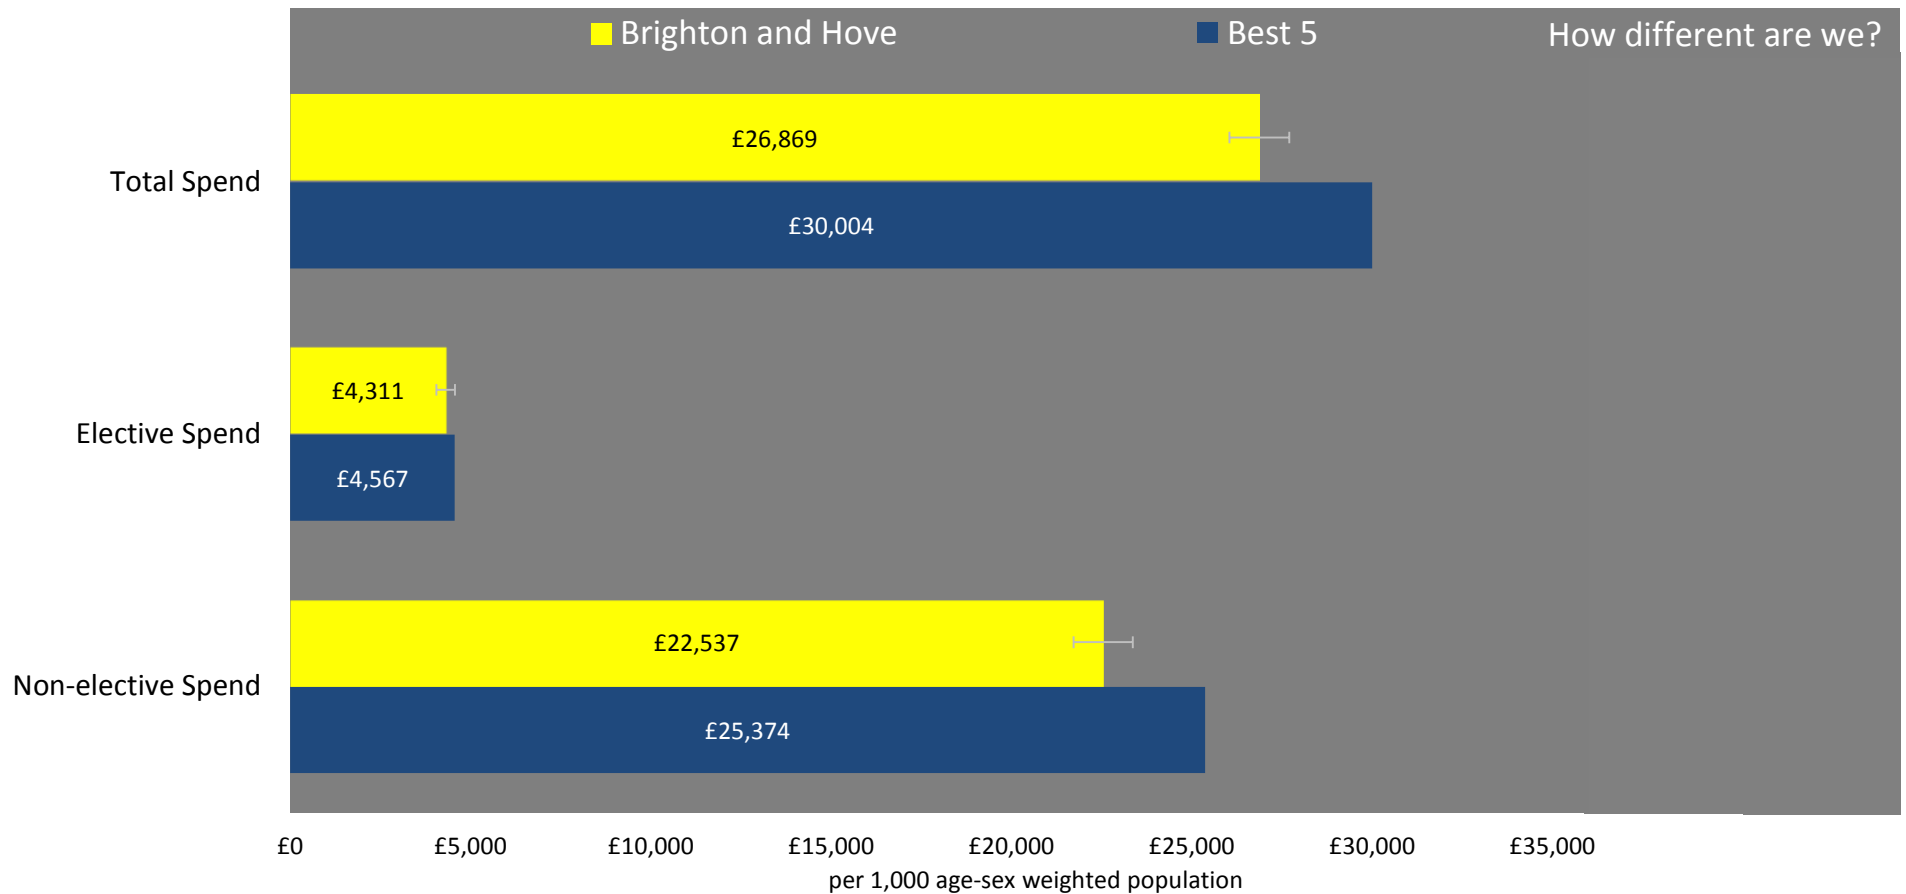 Brighton and Hove
Best 5
How different are we?
Total Spend
£26,869
£30,004
Elective Spend
£4,311
£4,567
Non-elective Spend
£22,537
£25,374
£0 £5,000 £10,000 £15,000 £20,000 £25,000 £30,000 £35,000
per 1,000 age-sex weighted population